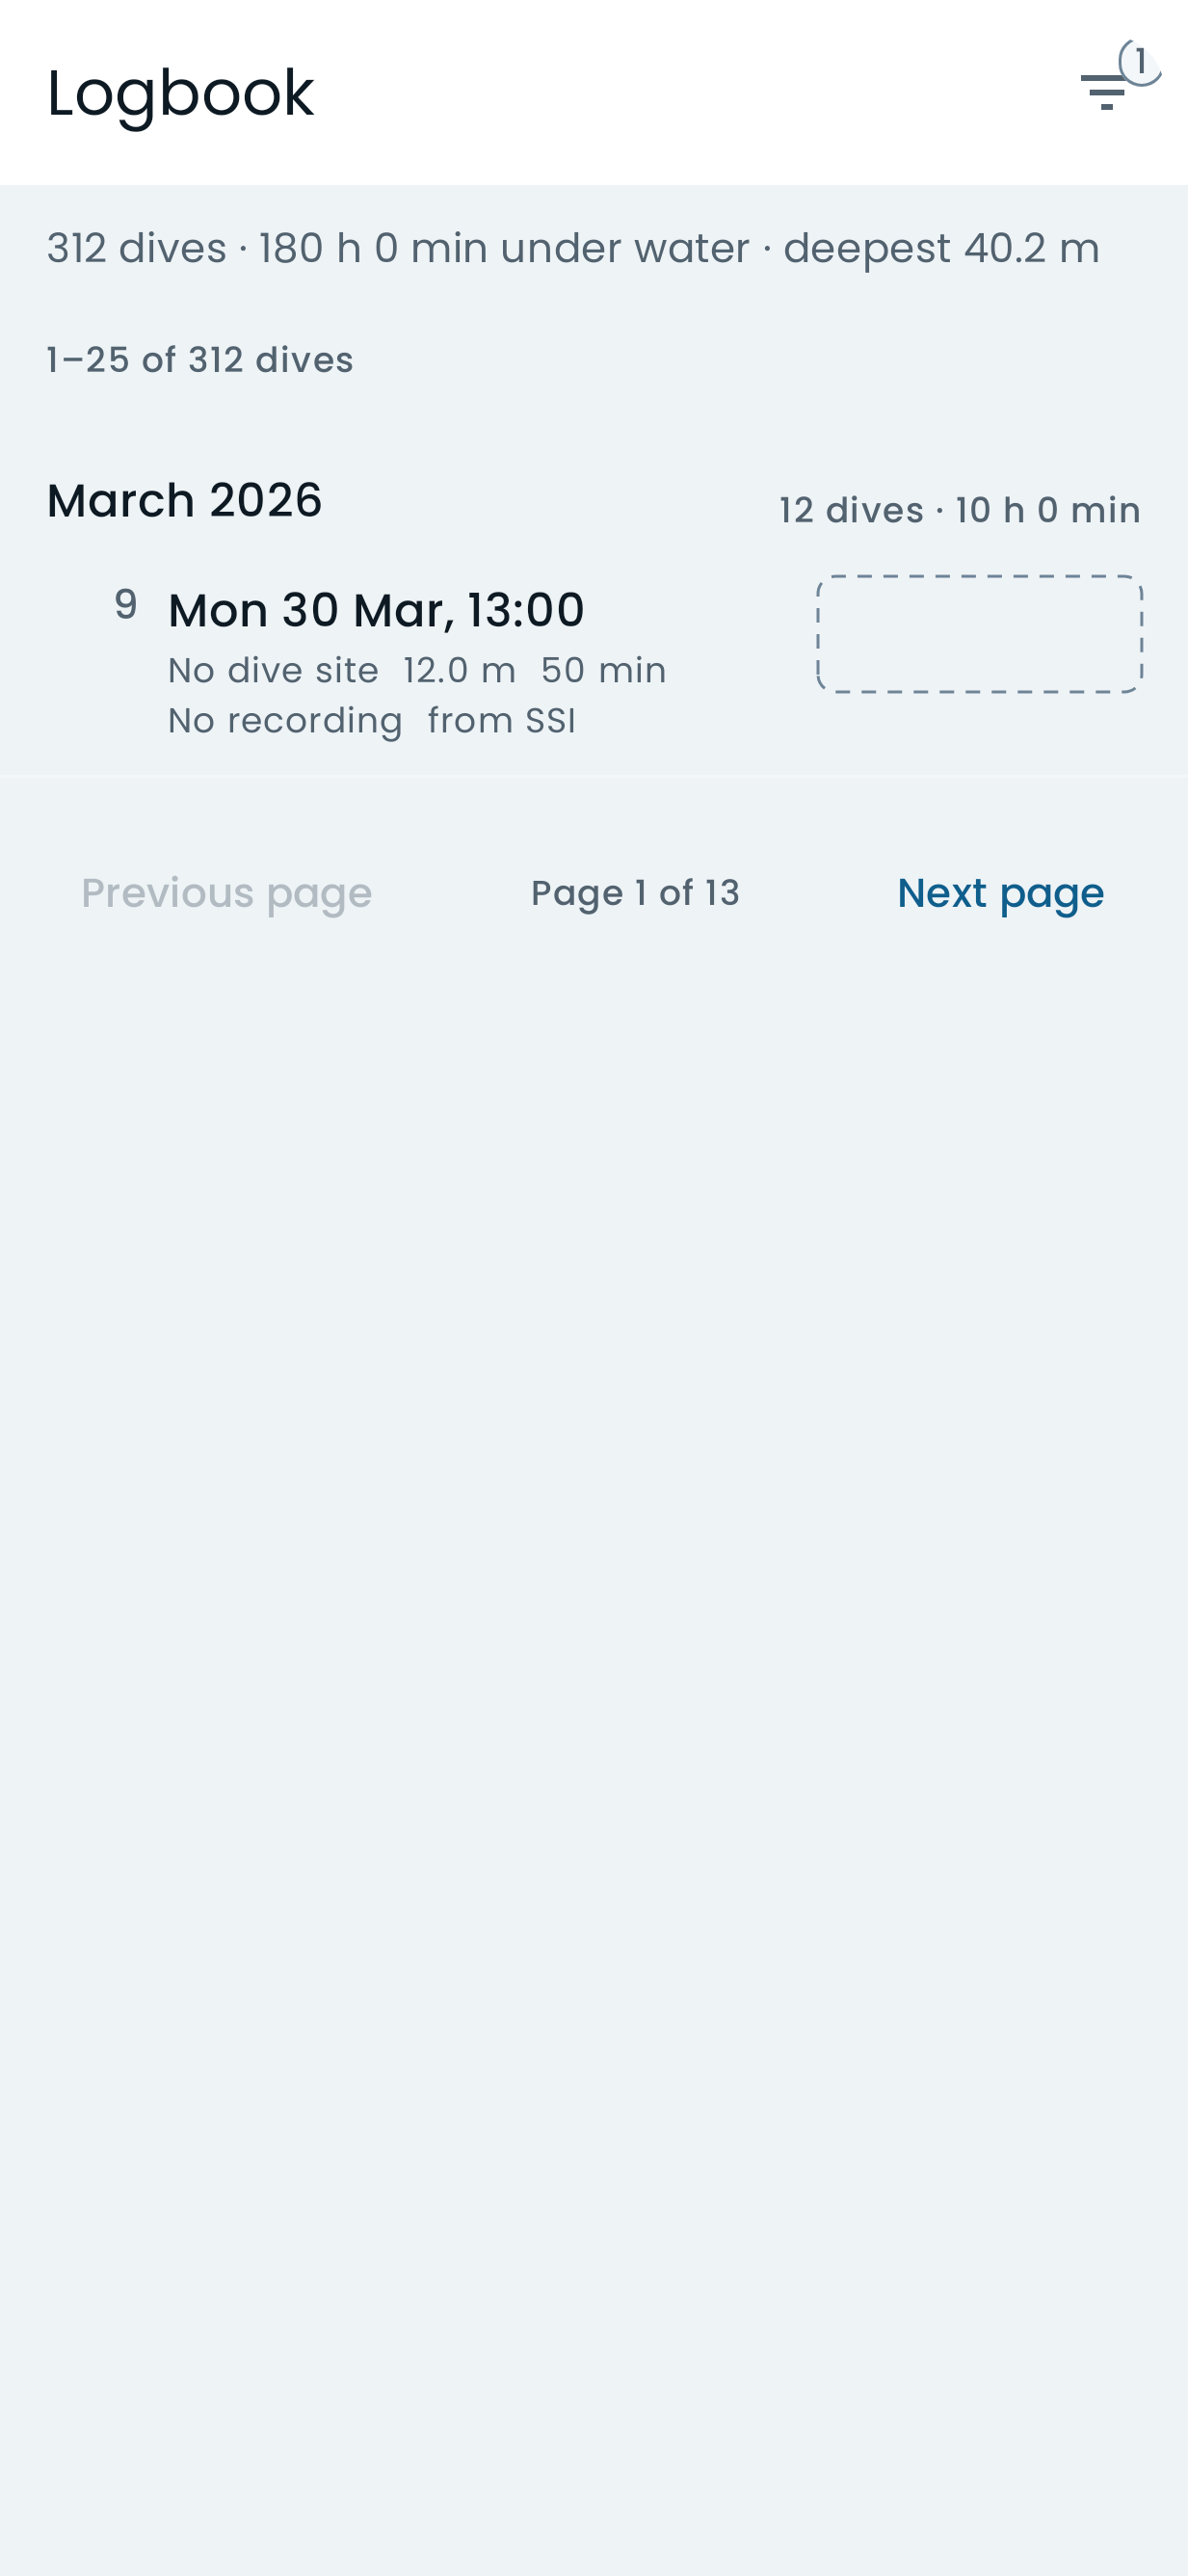 Logbook
1
312 dives · 180 h 0 min under water · deepest 40.2 m
1–25 of 312 dives
March 2026
12 dives · 10 h 0 min
9 Mon 30 Mar, 13:00
No dive site 12.0 m 50 min
No recording from SSI
Previous page Page 1 of 13 Next page